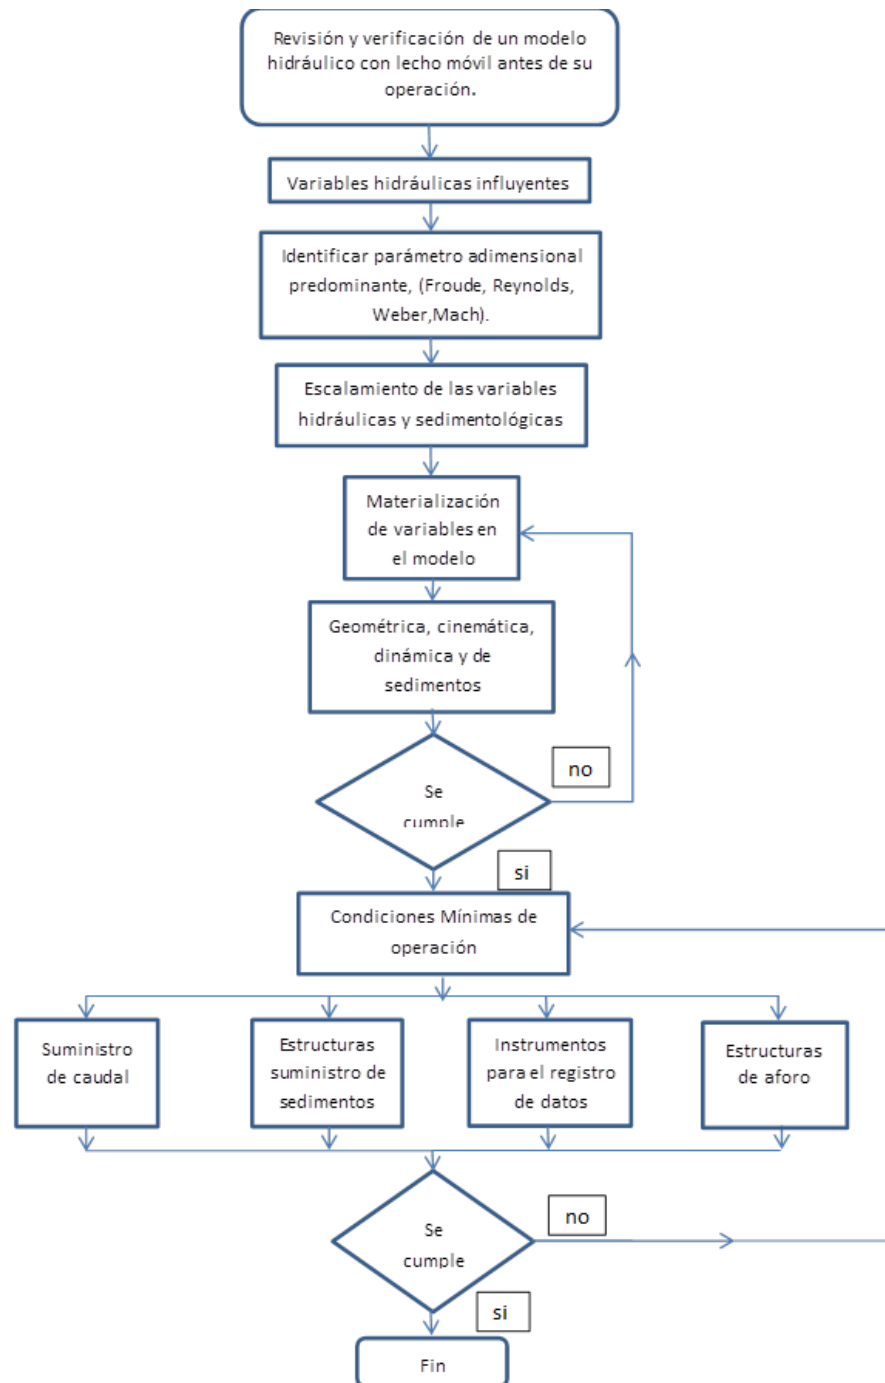 Revisión y verificación de un modelo
hidráulico con lecho móvil antes de su
operación.
Variables hidráulicas influyentes
Identificar parámetro adimensional
predominante, (Froude, Reynolds,
Weber,Mach).
Escalamiento de las variables
hidráulicas y sedimentológicas
Materialización
de variables en
el modelo
Geométrica, cinemática,
dinámica y de
sedimentos
no
Se
cumple
si
Condiciones Mínimas de
operación
Suministro
de caudal
Estructuras
suministro de
sedimentos
Instrumentos
para el registro
de datos
Estructuras
de aforo
no
Se
cumple
si
Fin